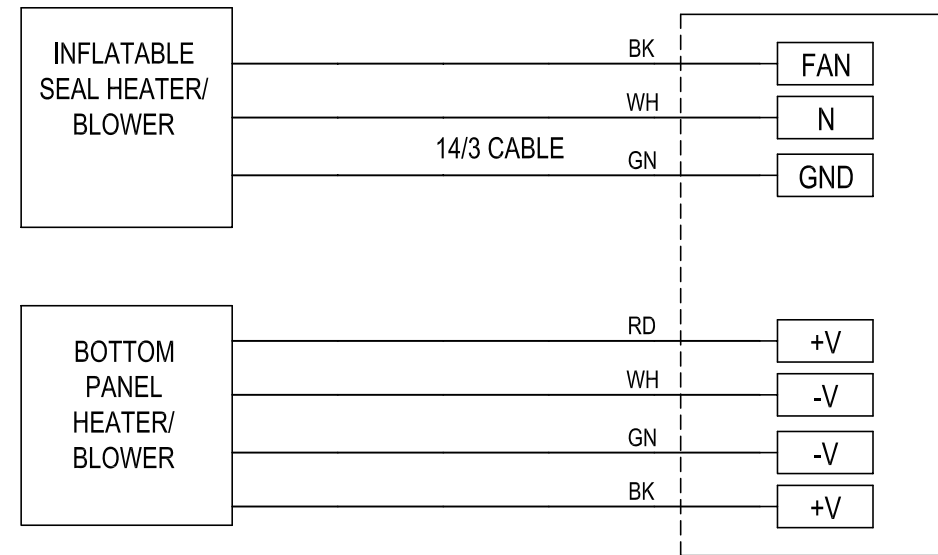 INFLATABLE
SEAL HEATER/
BLOWER
BK
FAN
WH
N
14/3 CABLE
GN
GND
BOTTOM
PANEL
HEATER/
BLOWER
RD
+V
WH
-V
GN
-V
BK
+V